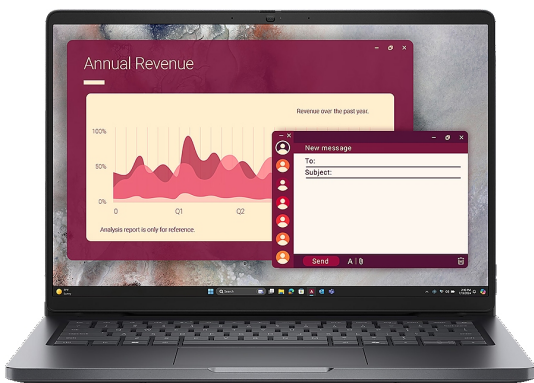 Annual Revenue
Revenue over the past year.
100%
50%
0%
0
Q1
Q2
Analysis report is only for reference.
New message
To:
Subject:
Send
A
Search